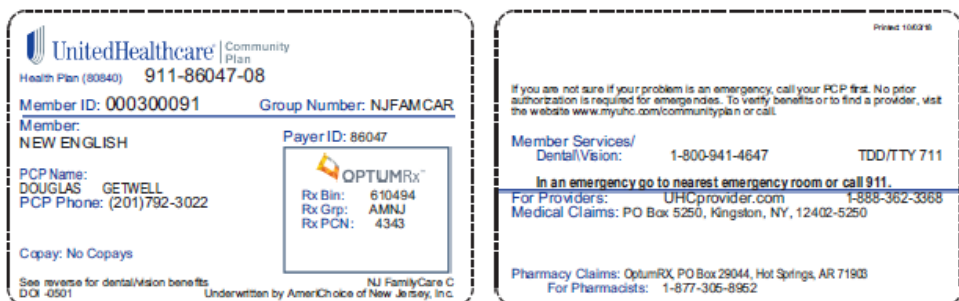 UnitedHealthcare | Community Plan
Health Plan (80840) 911-86047-08
Member ID: 000300091 Group Number: NJFAMCAR
Member:
NEW ENGLISH
Payer ID: 86047
PCP Name:
DOUGLAS GETWELL
PCP Phone: (201)792-3022
OPTUMRx™
Rx Bin: 610494
Rx Grp: AMNJ
Rx PCN: 4343
Copay: No Copays
See reverse for dental/vision benefits NJ FamilyCare C
DOI -0501 Underwritten by AmeriChoice of New Jersey, Inc.
Printed: 10/03/18
If you are not sure if your problem is an emergency, call your PCP first. No prior
authorization is required for emergencies. To verify benefits or to find a provider, visit
the website www.myuhc.com/communityplan or call.
Member Services/
Dental\Vision: 1-800-941-4647 TDD/TTY 711
In an emergency go to nearest emergency room or call 911.
For Providers: UHCprovider.com 1-888-362-3368
Medical Claims: PO Box 5250, Kingston, NY, 12402-5250
Pharmacy Claims: OptumRX, PO Box 29044, Hot Springs, AR 71903
For Pharmacists: 1-877-305-8952